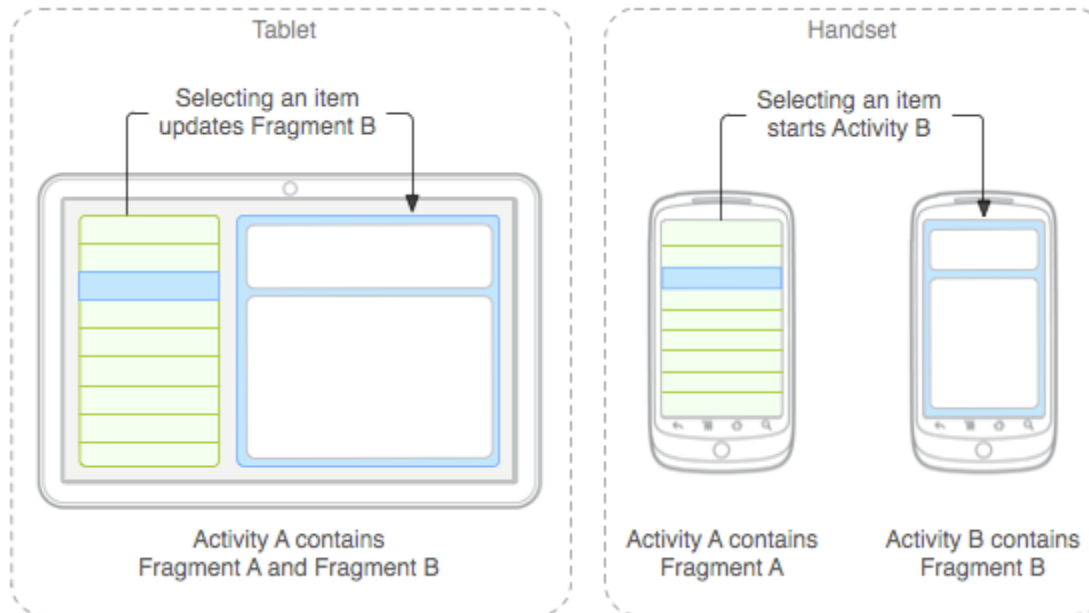 Tablet
Selecting an item
updates Fragment B
Activity A contains
Fragment A and Fragment B
Handset
Selecting an item
starts Activity B
Activity A contains
Fragment A
Activity B contains
Fragment B